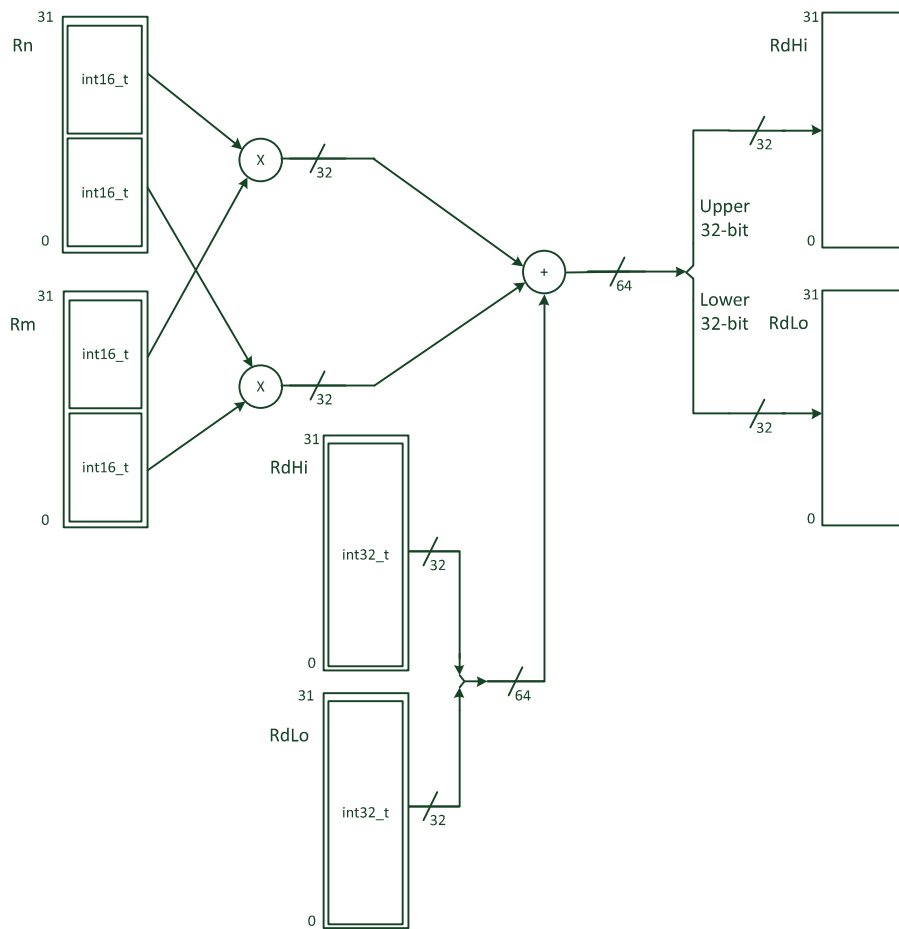 31
Rn
int16_t
int16_t
0
31
Rm
int16_t
int16_t
0
X
32
X
32
31
RdHi
int32_t
32
0
31
RdLo
int32_t
32
0
64
+
64
Upper
32-bit
Lower
32-bit
32
32
31
RdHi
0
31
RdLo
0